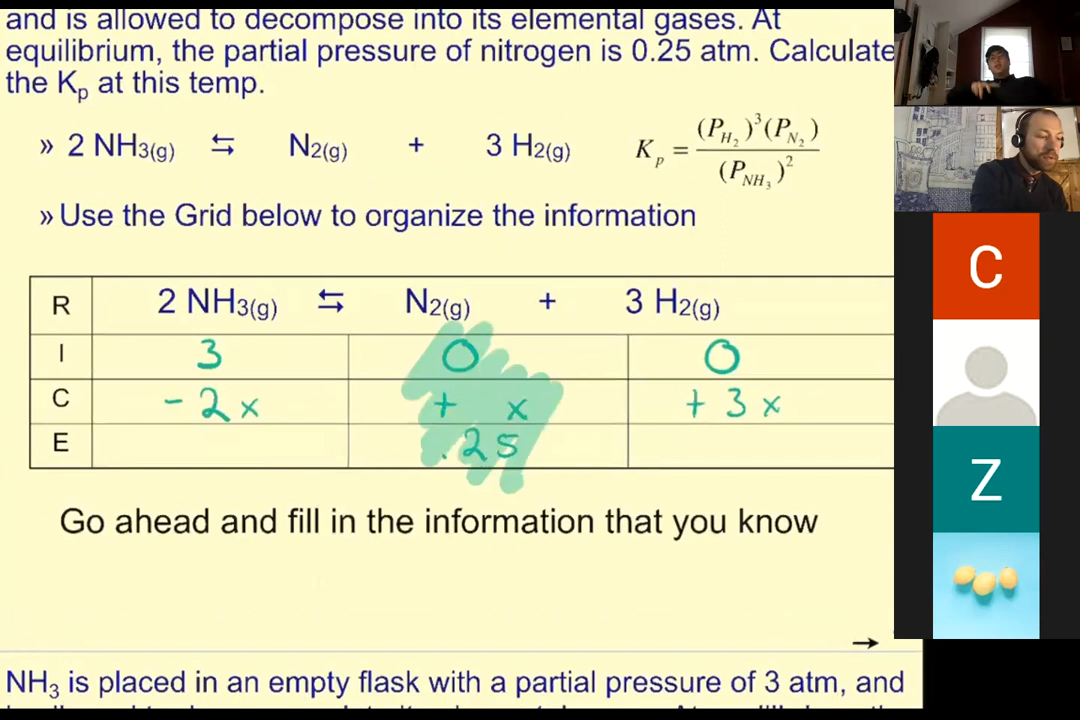 and is allowed to decompose into its elemental gases. At
equilibrium, the partial pressure of nitrogen is 0.25 atm. Calculate
the Kp at this temp.
» 2 NH3(g) ⇆ N2(g) + 3 H2(g) Kp = (PH2)³(PN2) / (PNH3)²
» Use the Grid below to organize the information
R 2 NH3(g) ⇆ N2(g) + 3 H2(g)
I 3 0 0
C - 2x + x + 3x
E .25
Go ahead and fill in the information that you know
→
NH3 is placed in an empty flask with a partial pressure of 3 atm, and
C
Z